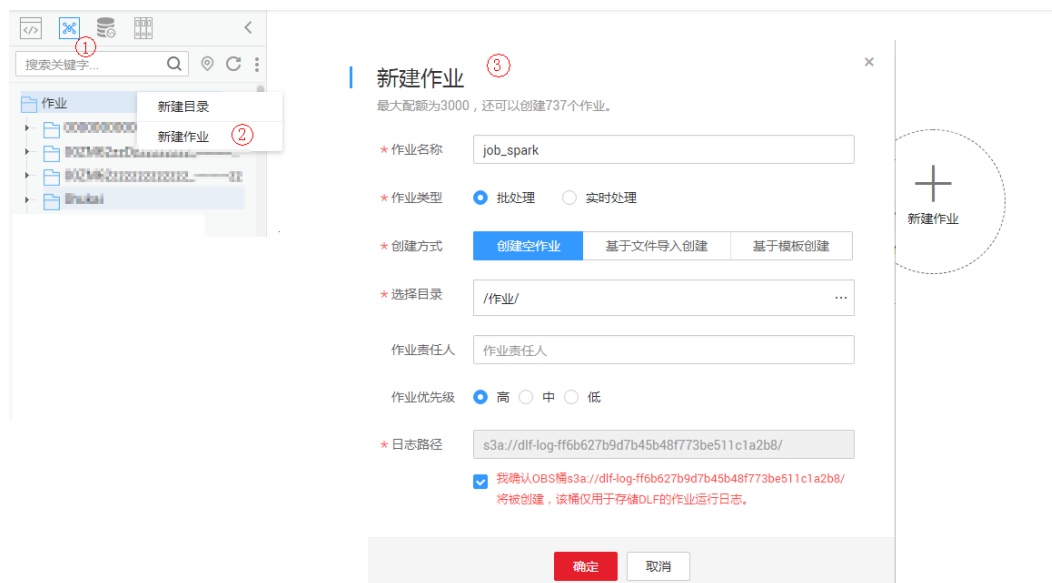 </>
①
搜索关键字...
作业
新建目录
新建作业 ②
新建作业 ③
最大配额为3000，还可以创建737个作业。
* 作业名称 job_spark
* 作业类型 批处理 实时处理
* 创建方式 创建空作业 基于文件导入创建 基于模板创建
* 选择目录 /作业/ ...
作业责任人 作业责任人
作业优先级 高 中 低
* 日志路径 s3a://dlf-log-ff6b627b9d7b45b48f773be511c1a2b8/
我确认OBS桶s3a://dlf-log-ff6b627b9d7b45b48f773be511c1a2b8/
将被创建，该桶仅用于存储DLF的作业运行日志。
确定 取消
新建作业